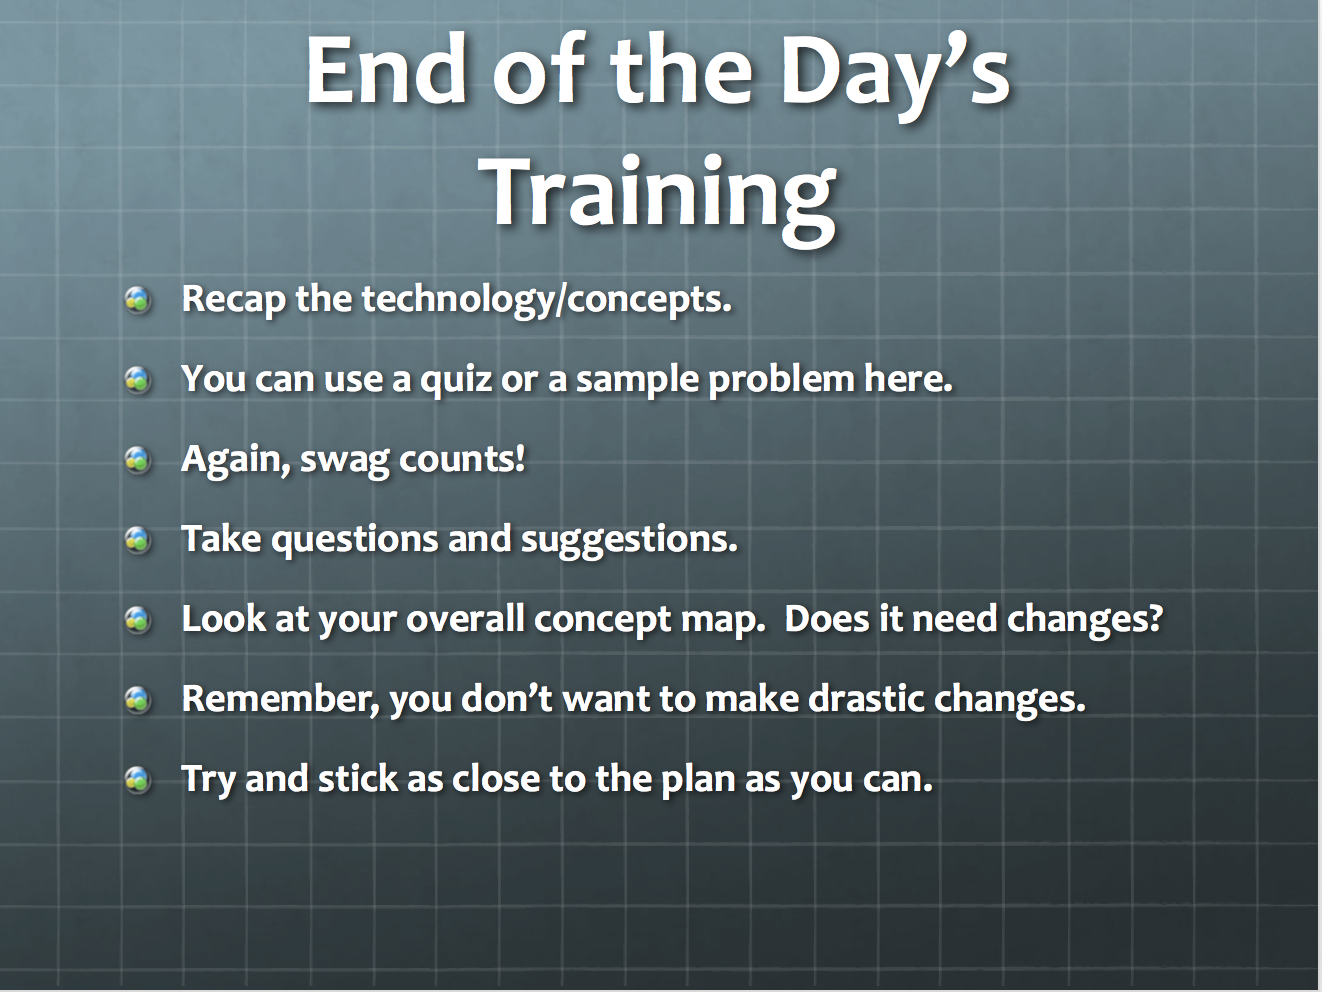 End of the Day’s
Training
Recap the technology/concepts.
You can use a quiz or a sample problem here.
Again, swag counts!
Take questions and suggestions.
Look at your overall concept map.  Does it need changes?
Remember, you don’t want to make drastic changes.
Try and stick as close to the plan as you can.